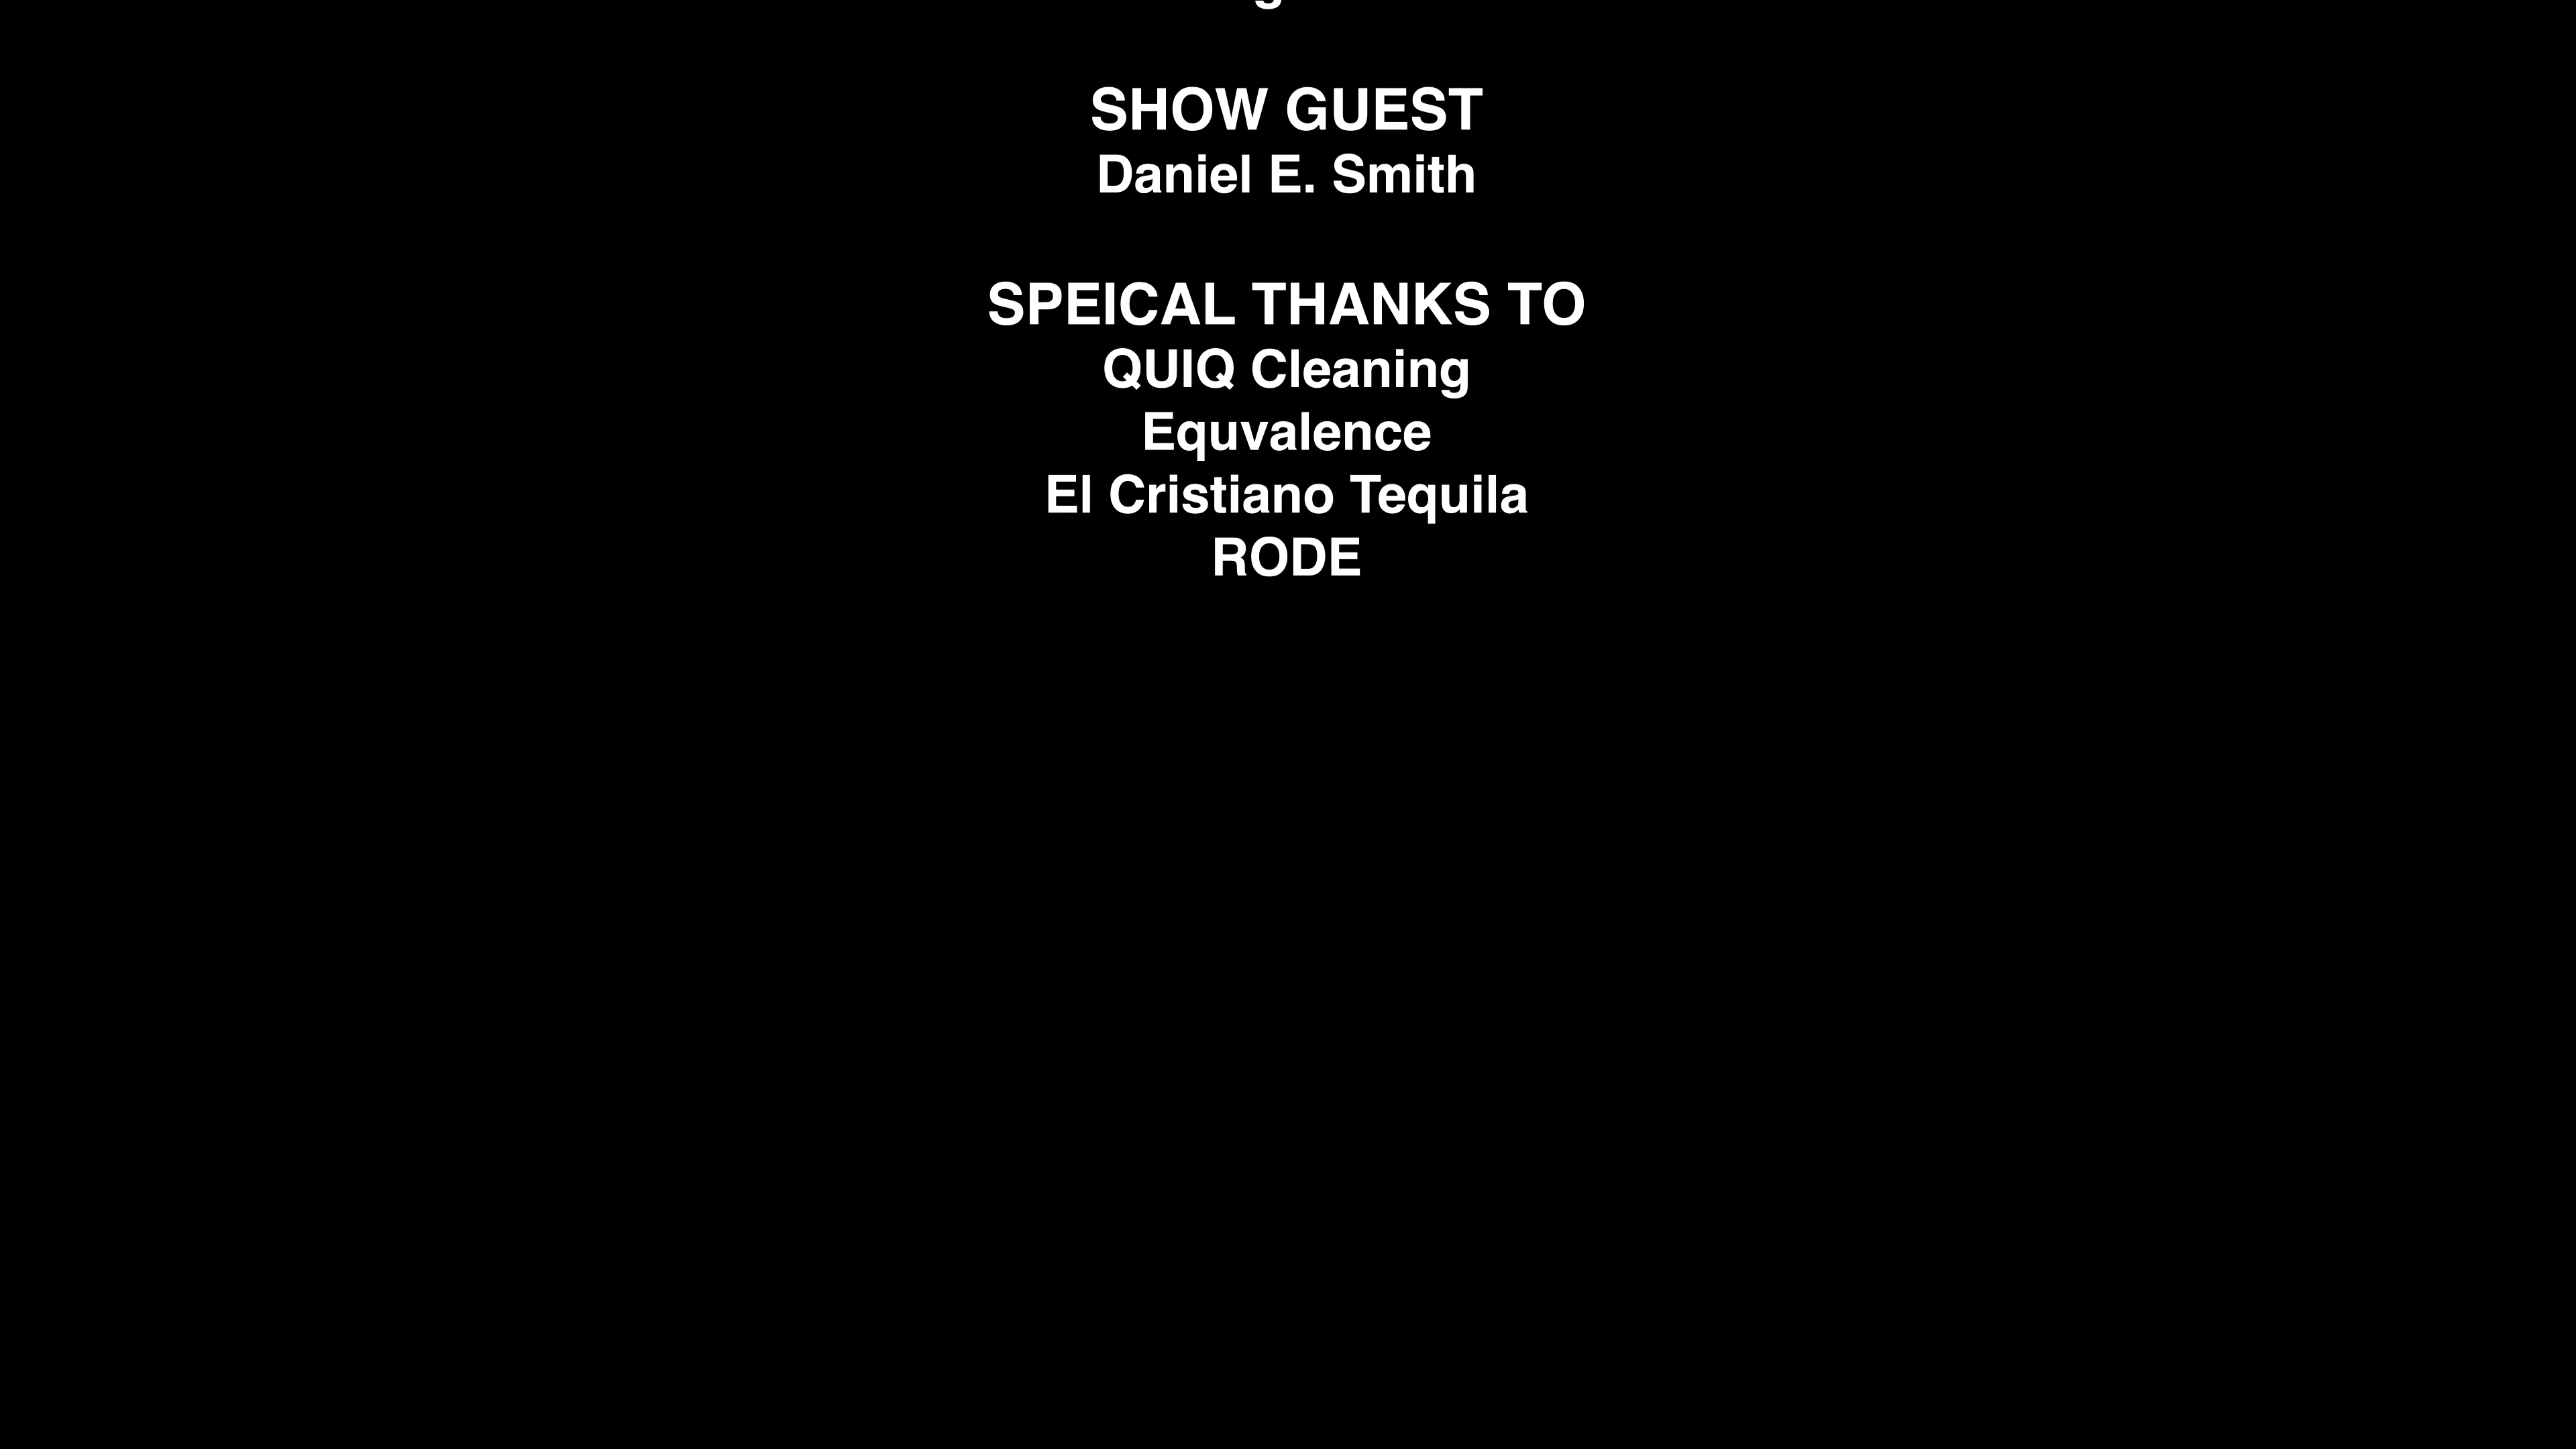 SHOW GUEST
Daniel E. Smith
SPEICAL THANKS TO
QUIQ Cleaning
Equvalence
El Cristiano Tequila
RODE